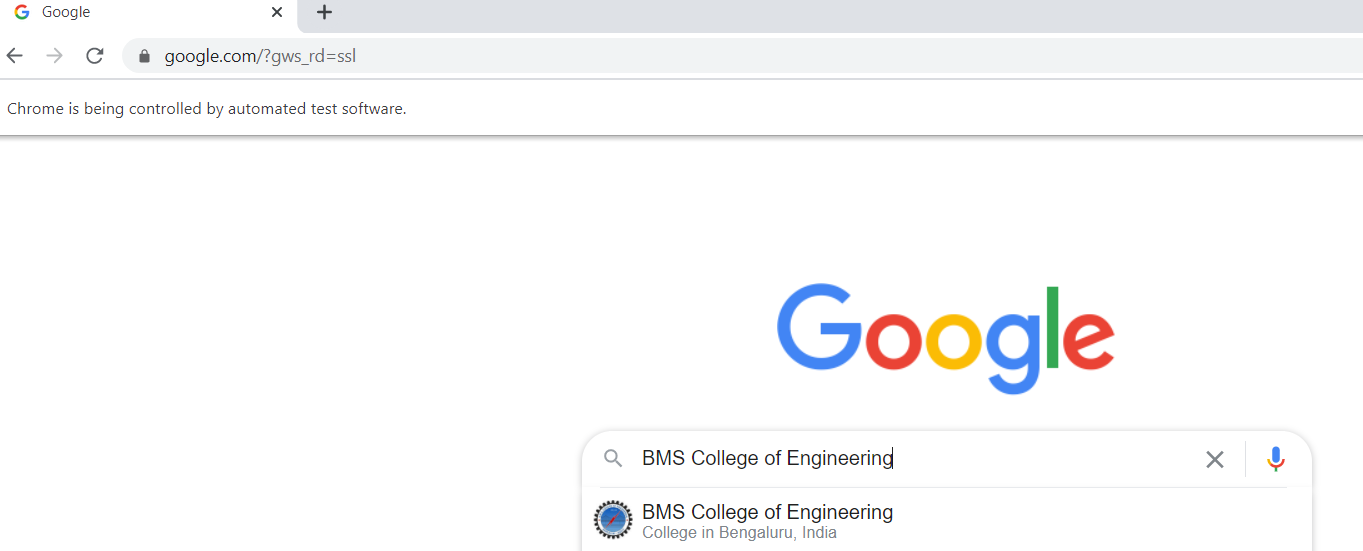 Google
google.com/?gws_rd=ssl
Chrome is being controlled by automated test software.
Google
BMS College of Engineering
BMS College of Engineering
College in Bengaluru, India